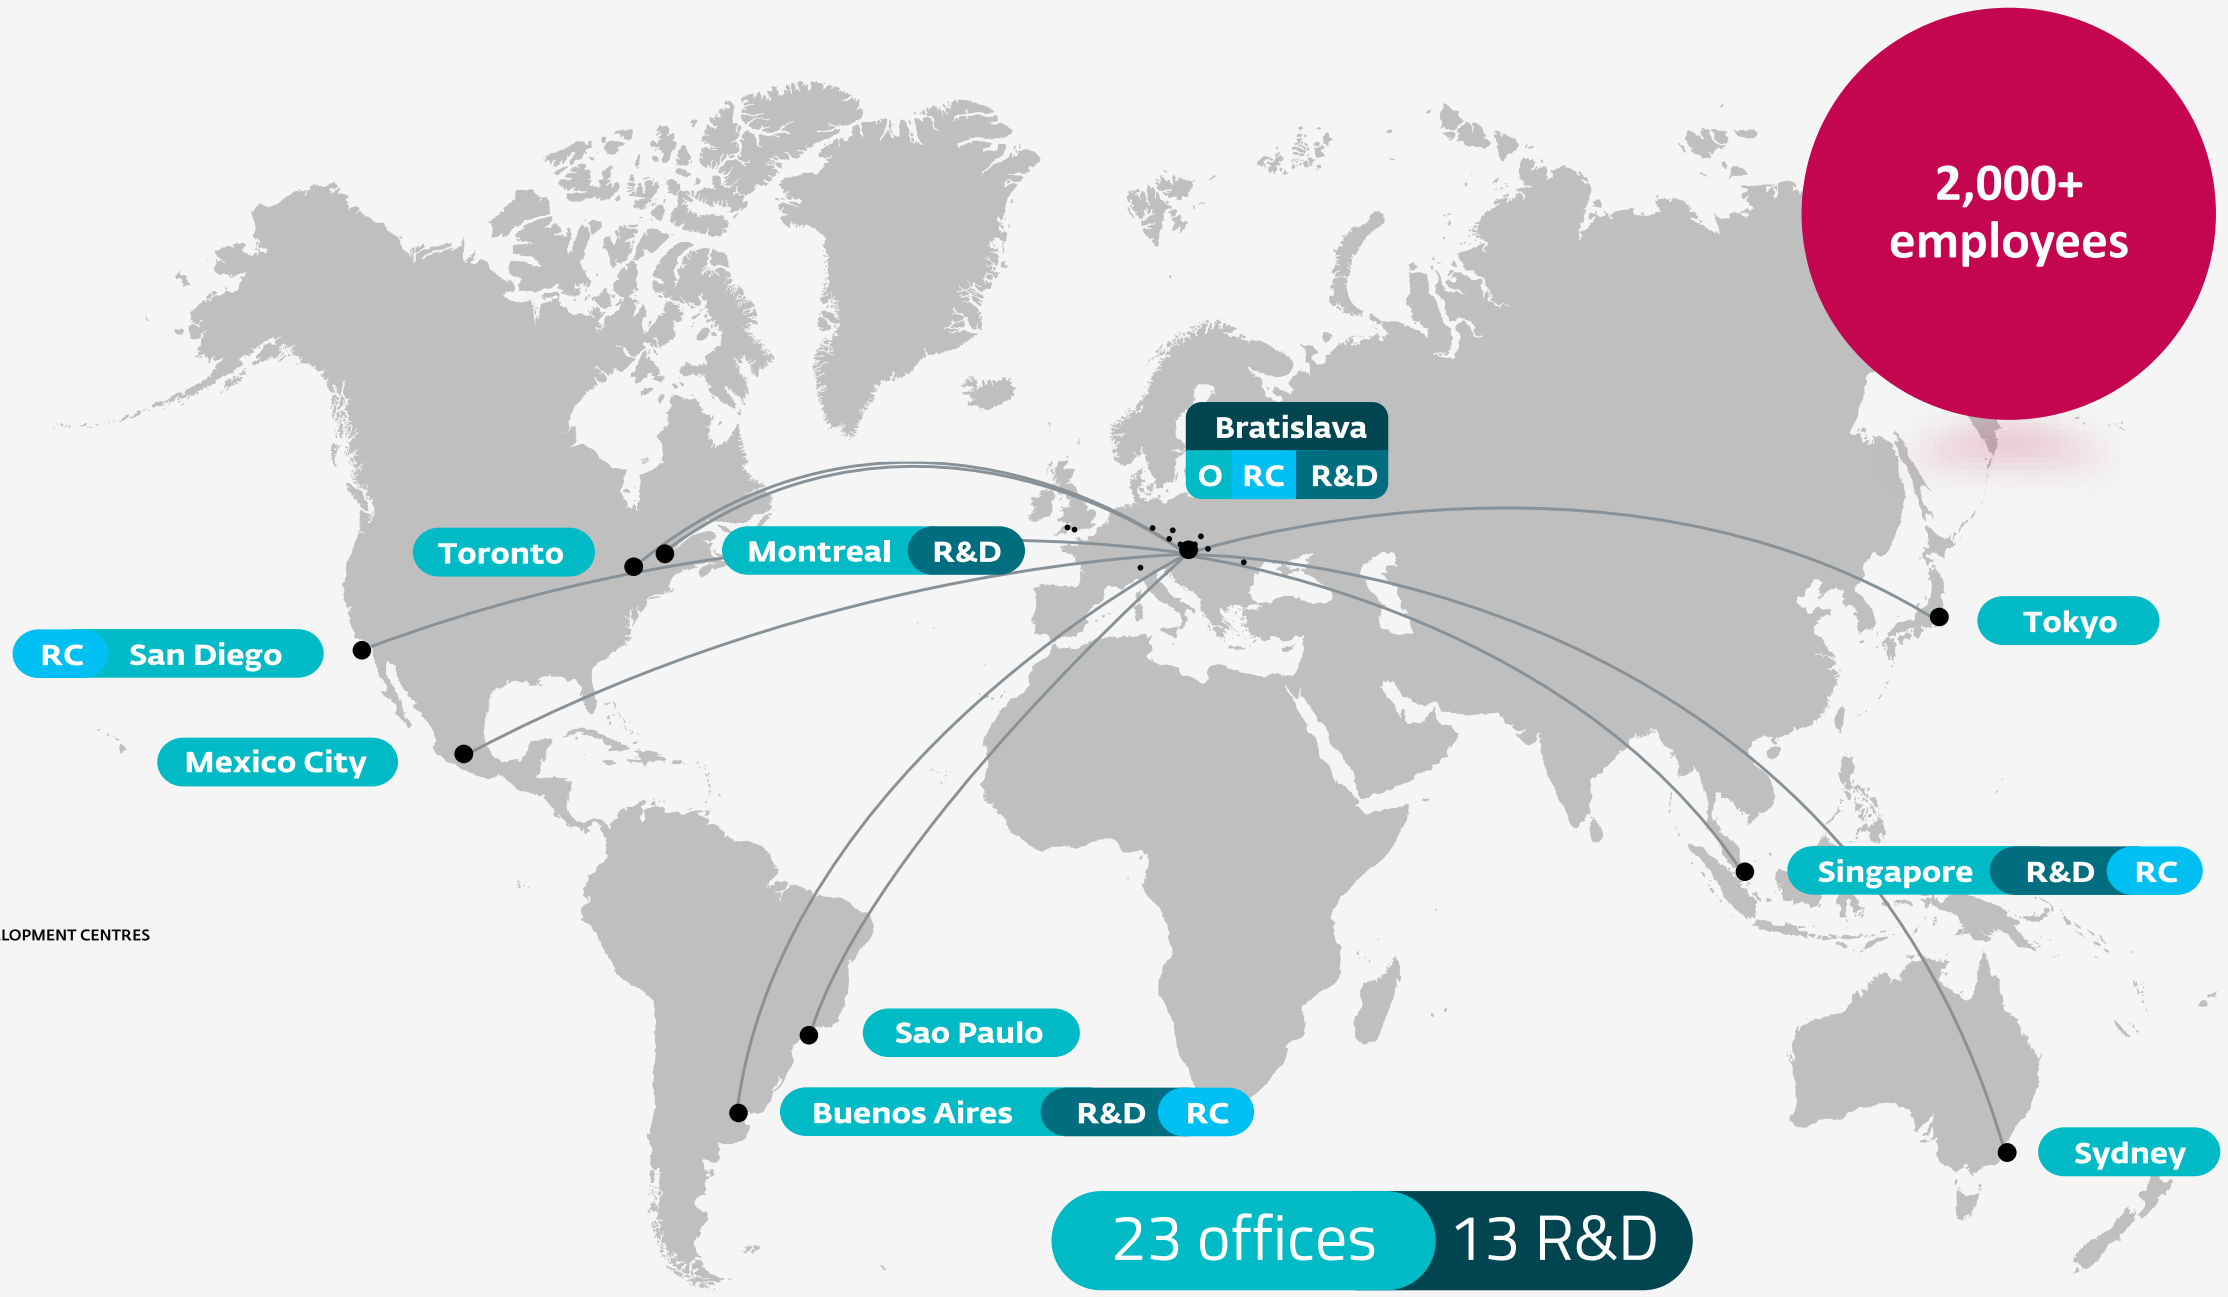 2,000+
employees
Bratislava
O RC R&D
Toronto
Montreal R&D
Tokyo
RC San Diego
Mexico City
Singapore R&D RC
LOPMENT CENTRES
Sao Paulo
Buenos Aires R&D RC
Sydney
23 offices 13 R&D